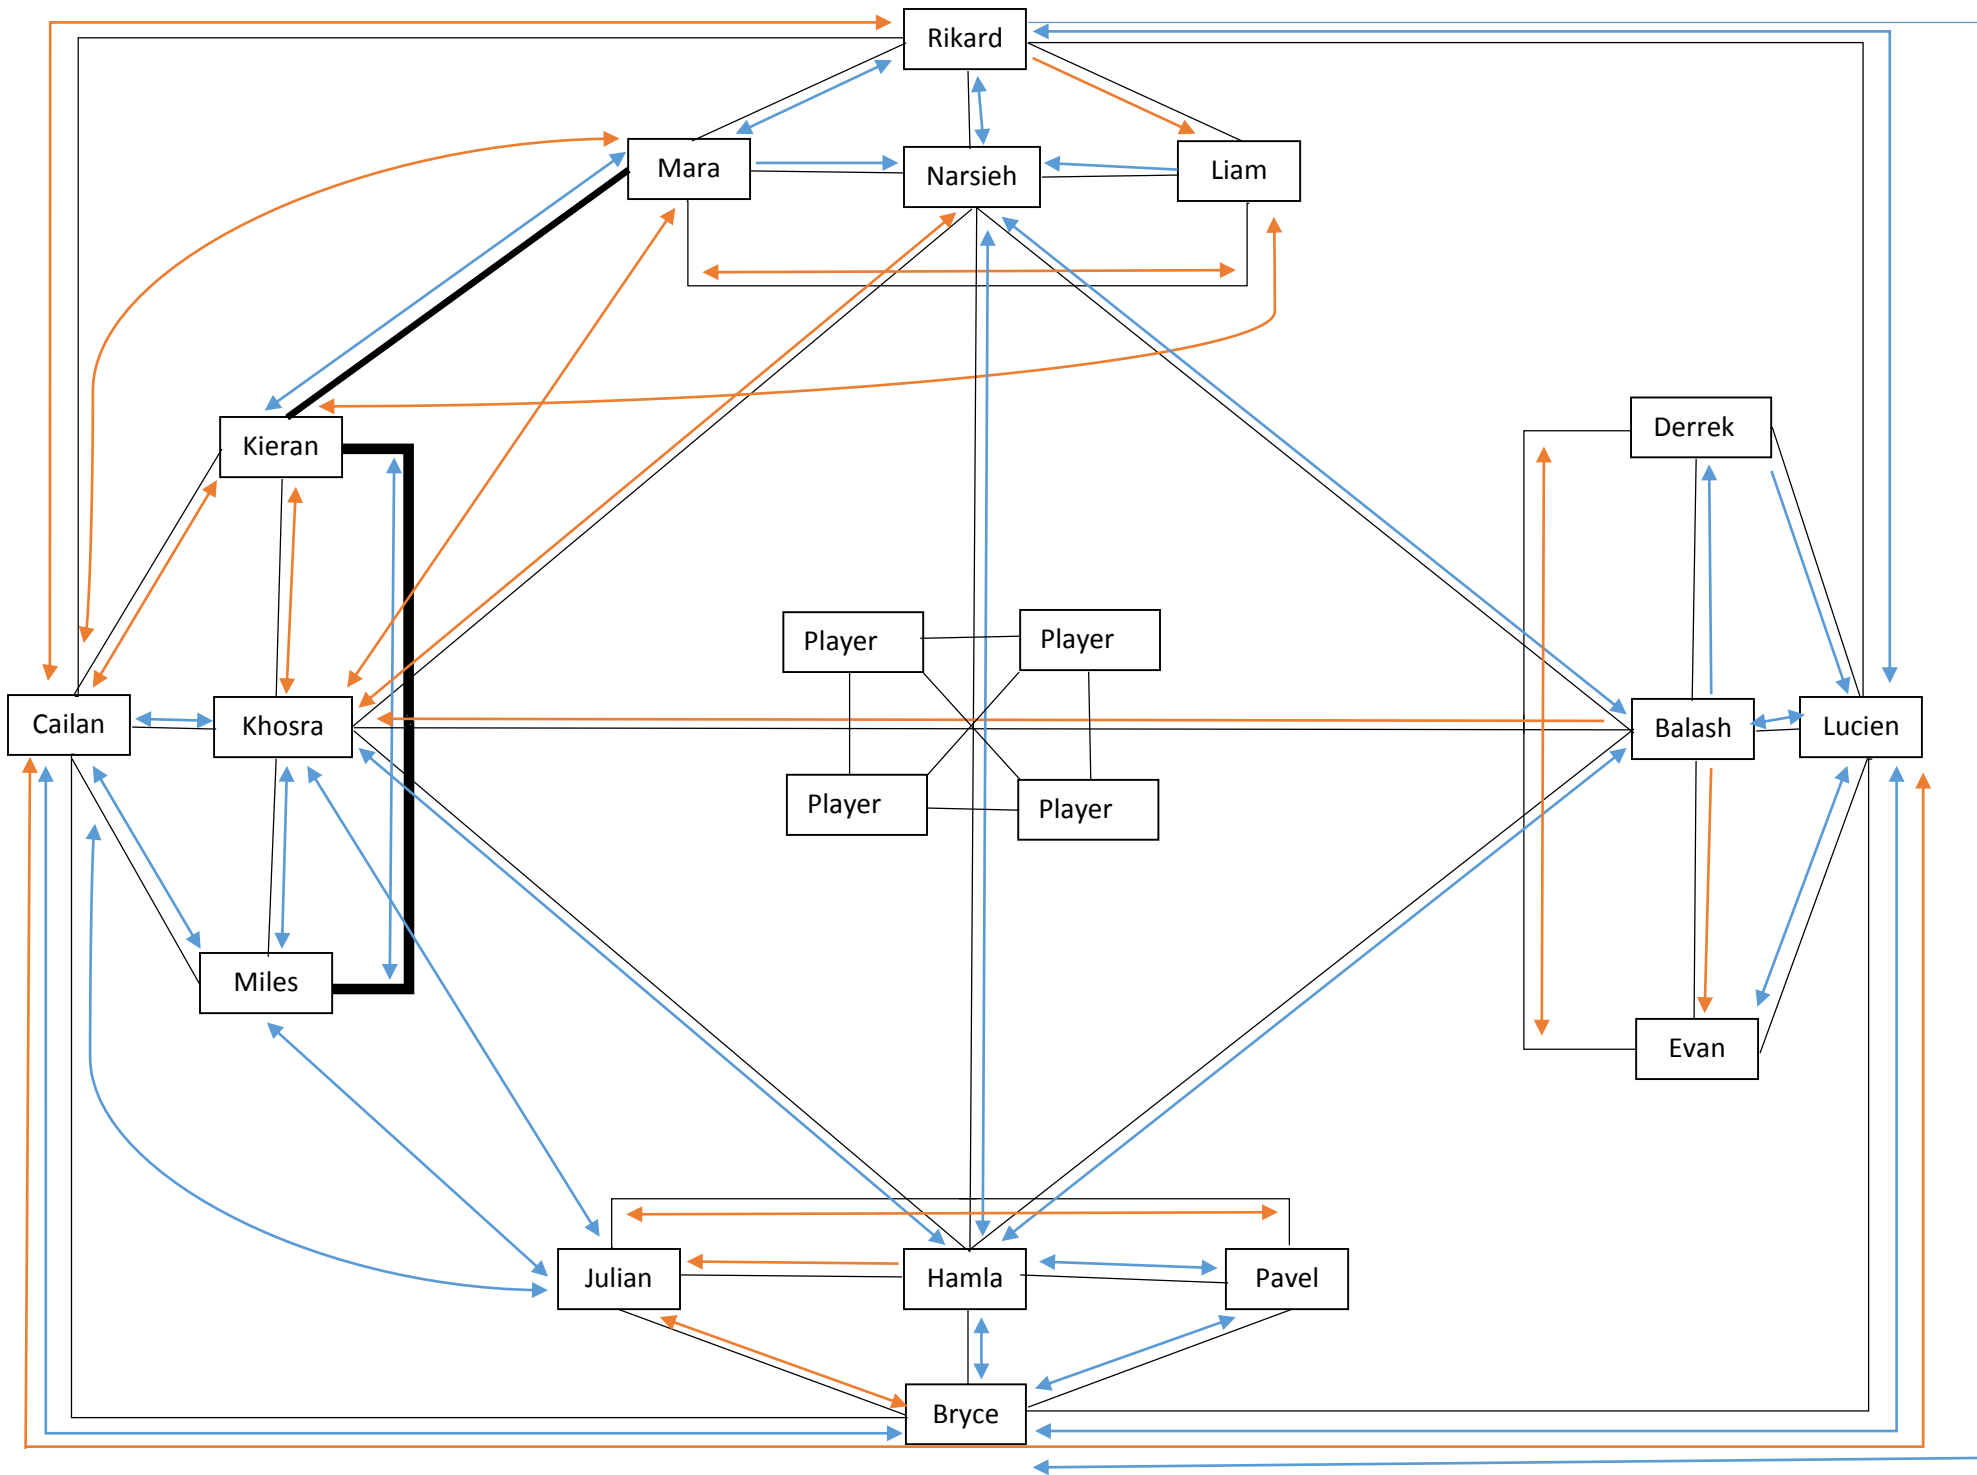 Rikard
Mara
Narsieh
Liam
Kieran
Derrek
Player
Player
Cailan
Khosra
Balash
Lucien
Player
Player
Miles
Evan
Julian
Hamla
Pavel
Bryce